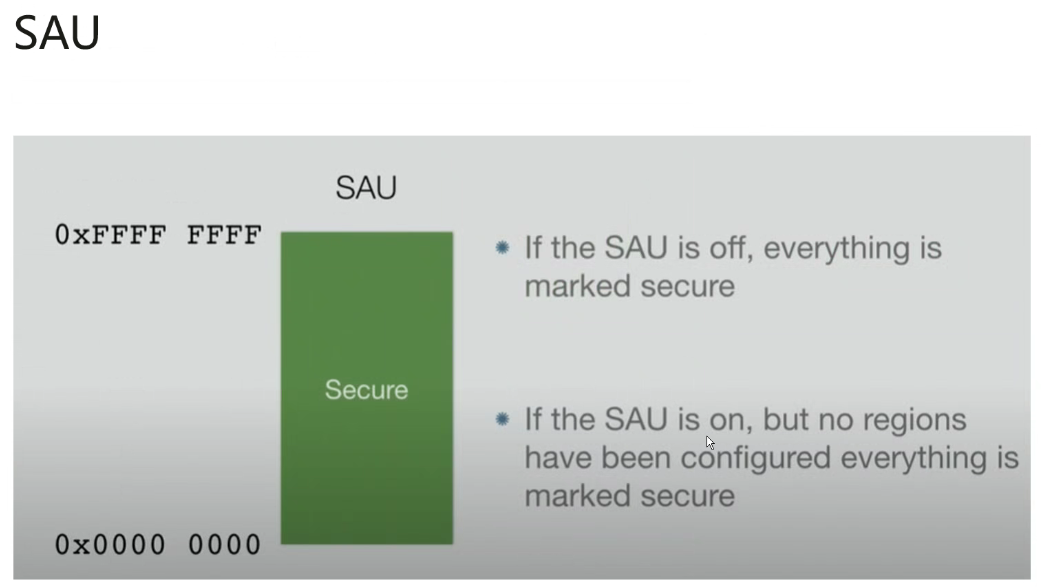 SAU
SAU
0xFFFF FFFF
If the SAU is off, everything is
marked secure
Secure
If the SAU is on, but no regions
have been configured everything is
marked secure
0x0000 0000